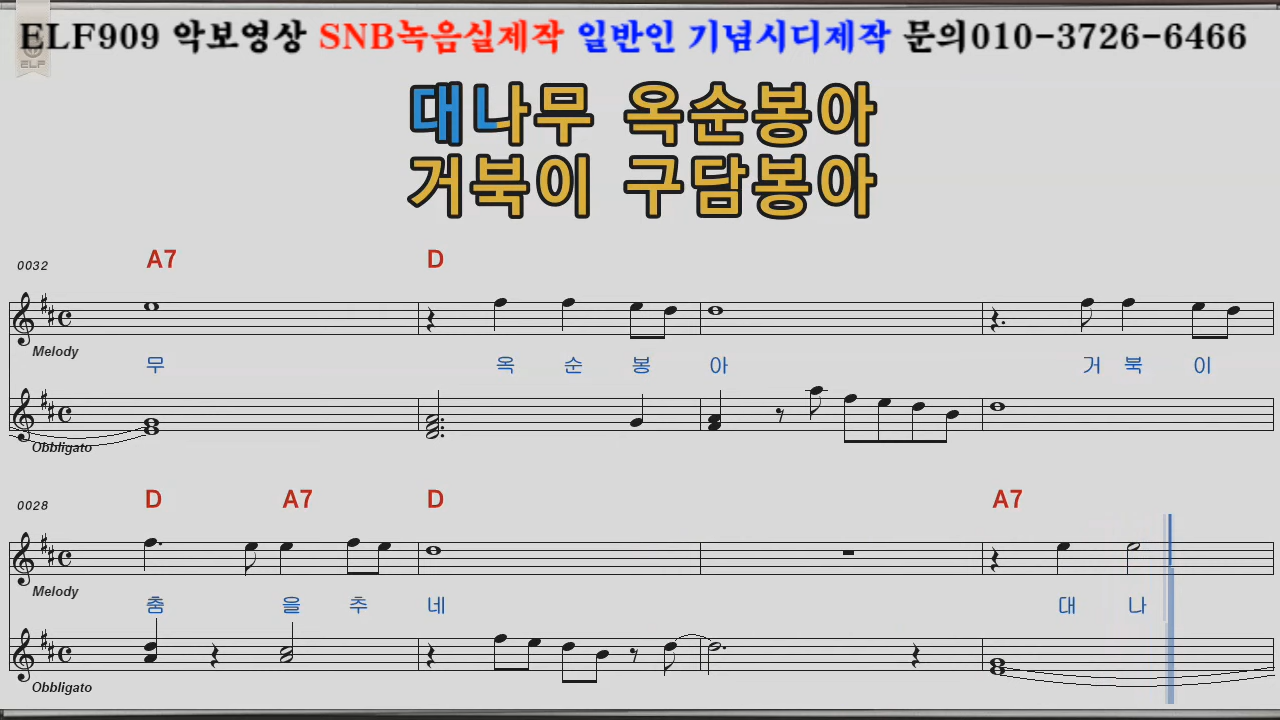 ELF909 악보영상 SNB녹음실제작 일반인 기념시디제작 문의010-3726-6466
ELF
대나무 옥순봉아
거북이 구담봉아
0032 A7 D
Melody
무 옥 순 봉 아 거 북 이
Obbligato
0028 D A7 D A7
Melody
춤 을 추 네 대 나
Obbligato